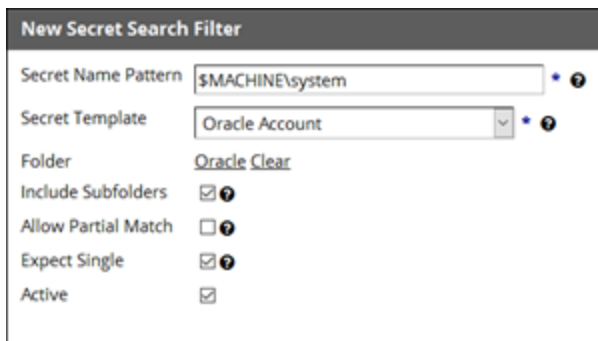 New Secret Search Filter
Secret Name Pattern $MACHINE\system * ?
Secret Template Oracle Account * ?
Folder Oracle Clear
Include Subfolders ?
Allow Partial Match ?
Expect Single ?
Active